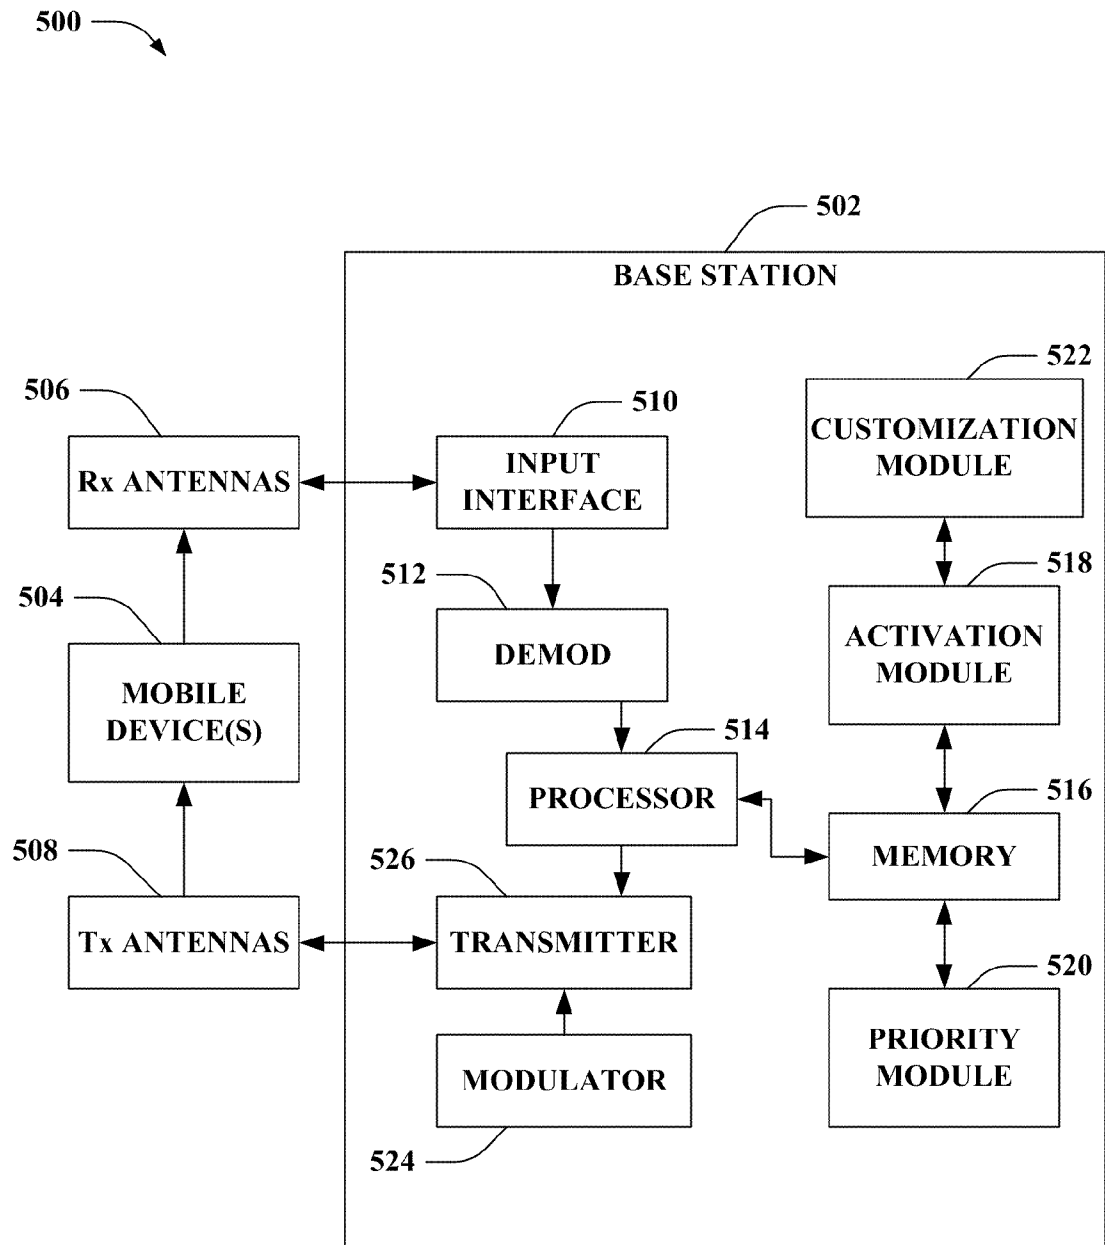 500
502
BASE STATION
522
506
510
CUSTOMIZATION
MODULE
Rx ANTENNAS
INPUT
INTERFACE
512
518
504
DEMOD
ACTIVATION
MODULE
MOBILE
DEVICE(S)
514
PROCESSOR
516
508
526
MEMORY
Tx ANTENNAS
TRANSMITTER
520
MODULATOR
PRIORITY
MODULE
524